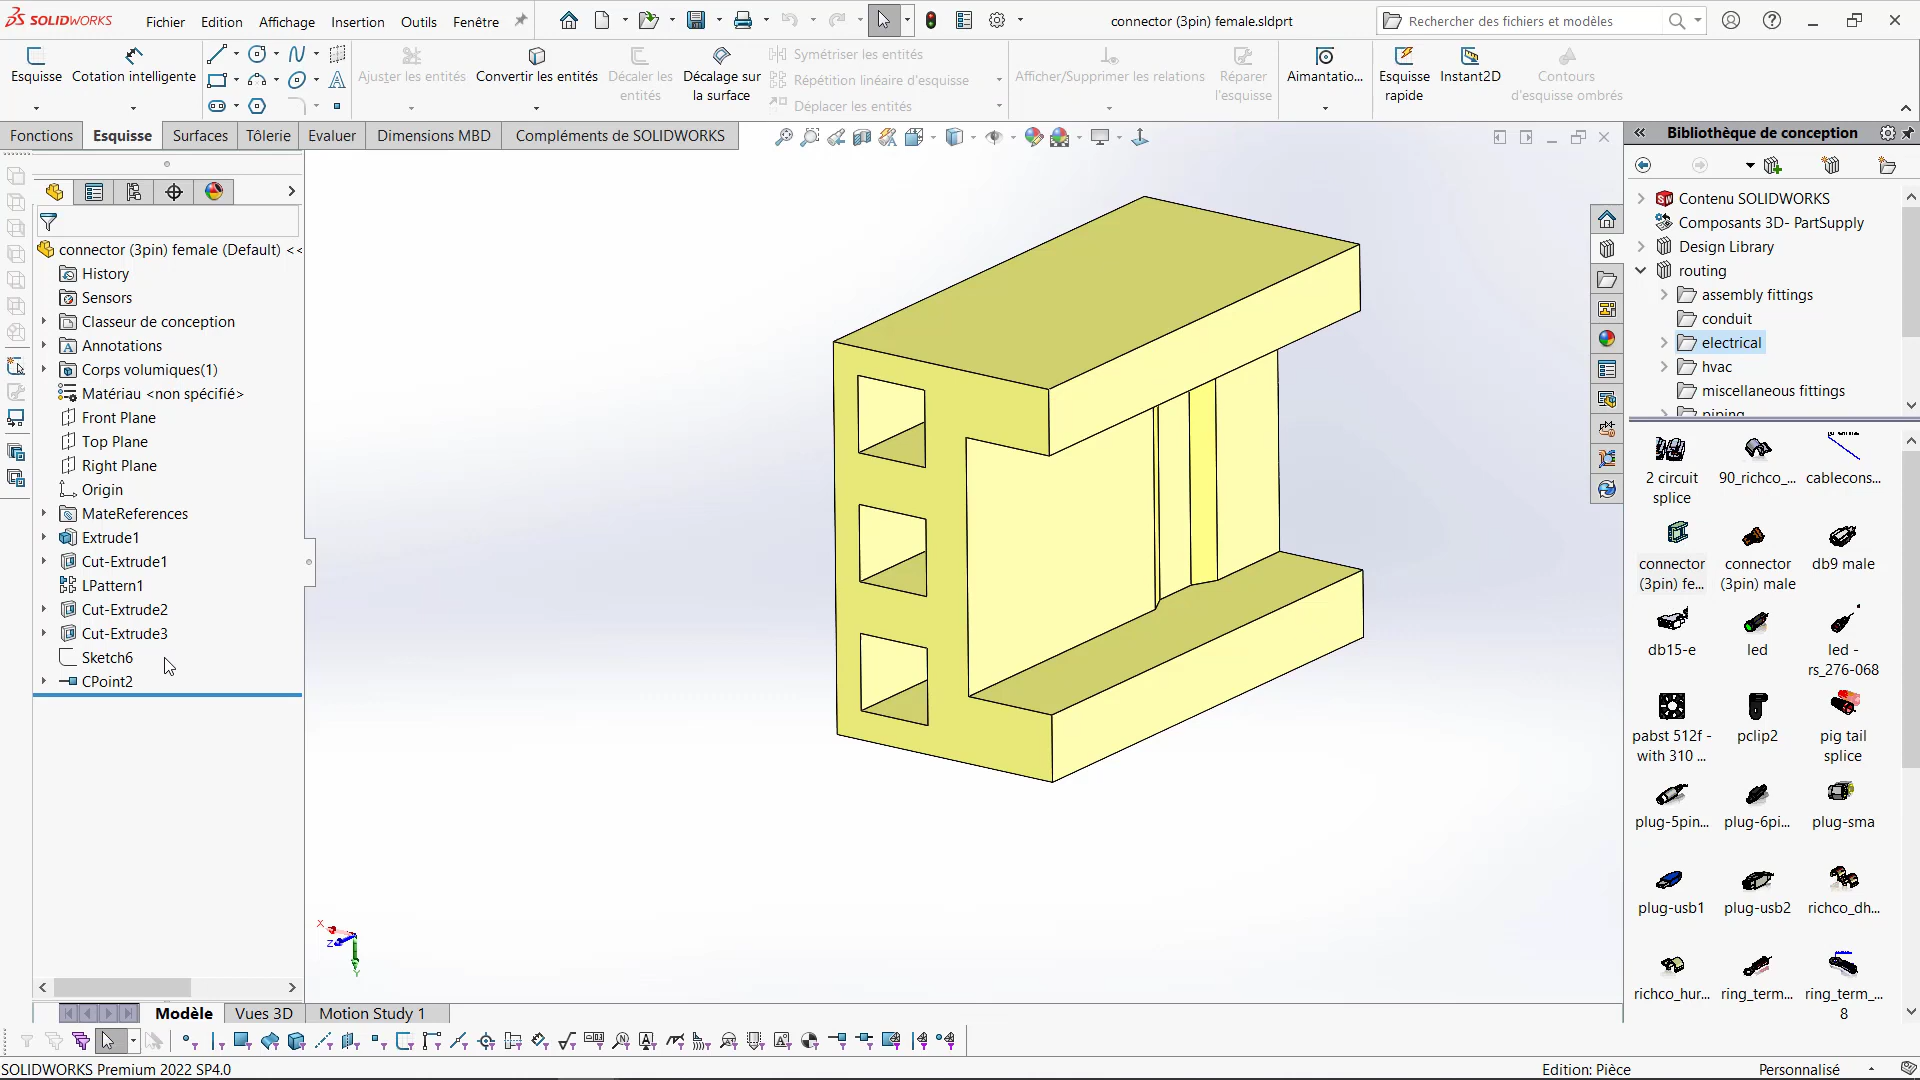 SOLIDWORKS
Fichier
Edition
Affichage
Insertion
Outils
Fenêtre
connector (3pin) female.sldprt
Rechercher des fichiers et modèles
Esquisse
Cotation intelligente
Ajuster les entités
Convertir les entités
Décaler les
entités
Décalage sur
la surface
Symétriser les entités
Répétition linéaire d'esquisse
Déplacer les entités
Afficher/Supprimer les relations
Réparer
l'esquisse
Aimantatio...
Esquisse
rapide
Instant2D
Contours
d'esquisse ombrés
Fonctions
Esquisse
Surfaces
Tôlerie
Evaluer
Dimensions MBD
Compléments de SOLIDWORKS
connector (3pin) female (Default) <<
History
Sensors
Classeur de conception
Annotations
Corps volumiques(1)
Matériau <non spécifié>
Front Plane
Top Plane
Right Plane
Origin
MateReferences
Extrude1
Cut-Extrude1
LPattern1
Cut-Extrude2
Cut-Extrude3
Sketch6
CPoint2
X
Z
Y
Bibliothèque de conception
Contenu SOLIDWORKS
Composants 3D- PartSupply
Design Library
routing
assembly fittings
conduit
electrical
hvac
miscellaneous fittings
piping
2 circuit
splice
90_richco_...
cablecons...
connector
(3pin) fe...
connector
(3pin) male
db9 male
db15-e
led
led -
rs_276-068
pabst 512f -
with 310 ...
pclip2
pig tail
splice
plug-5pin...
plug-6pi...
plug-sma
plug-usb1
plug-usb2
richco_dh...
richco_hur...
ring_term...
ring_term_...
8
Modèle
Vues 3D
Motion Study 1
SOLIDWORKS Premium 2022 SP4.0
Edition: Pièce
Personnalisé